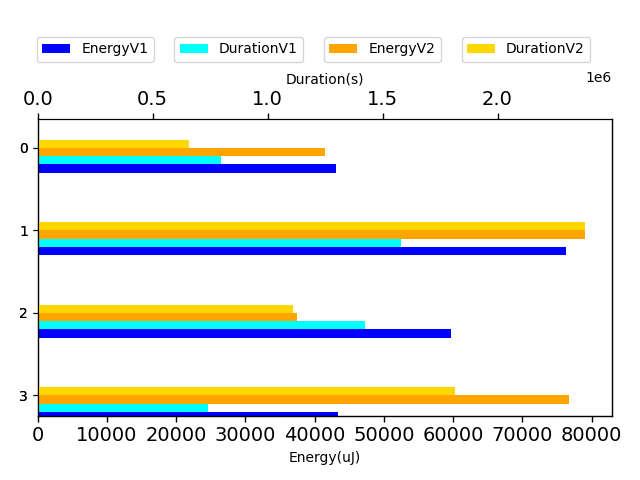 EnergyV1 DurationV1 EnergyV2 DurationV2
Duration(s)
1e6
0.0 0.5 1.0 1.5 2.0
0
1
2
3
0 10000 20000 30000 40000 50000 60000 70000 80000
Energy(uJ)